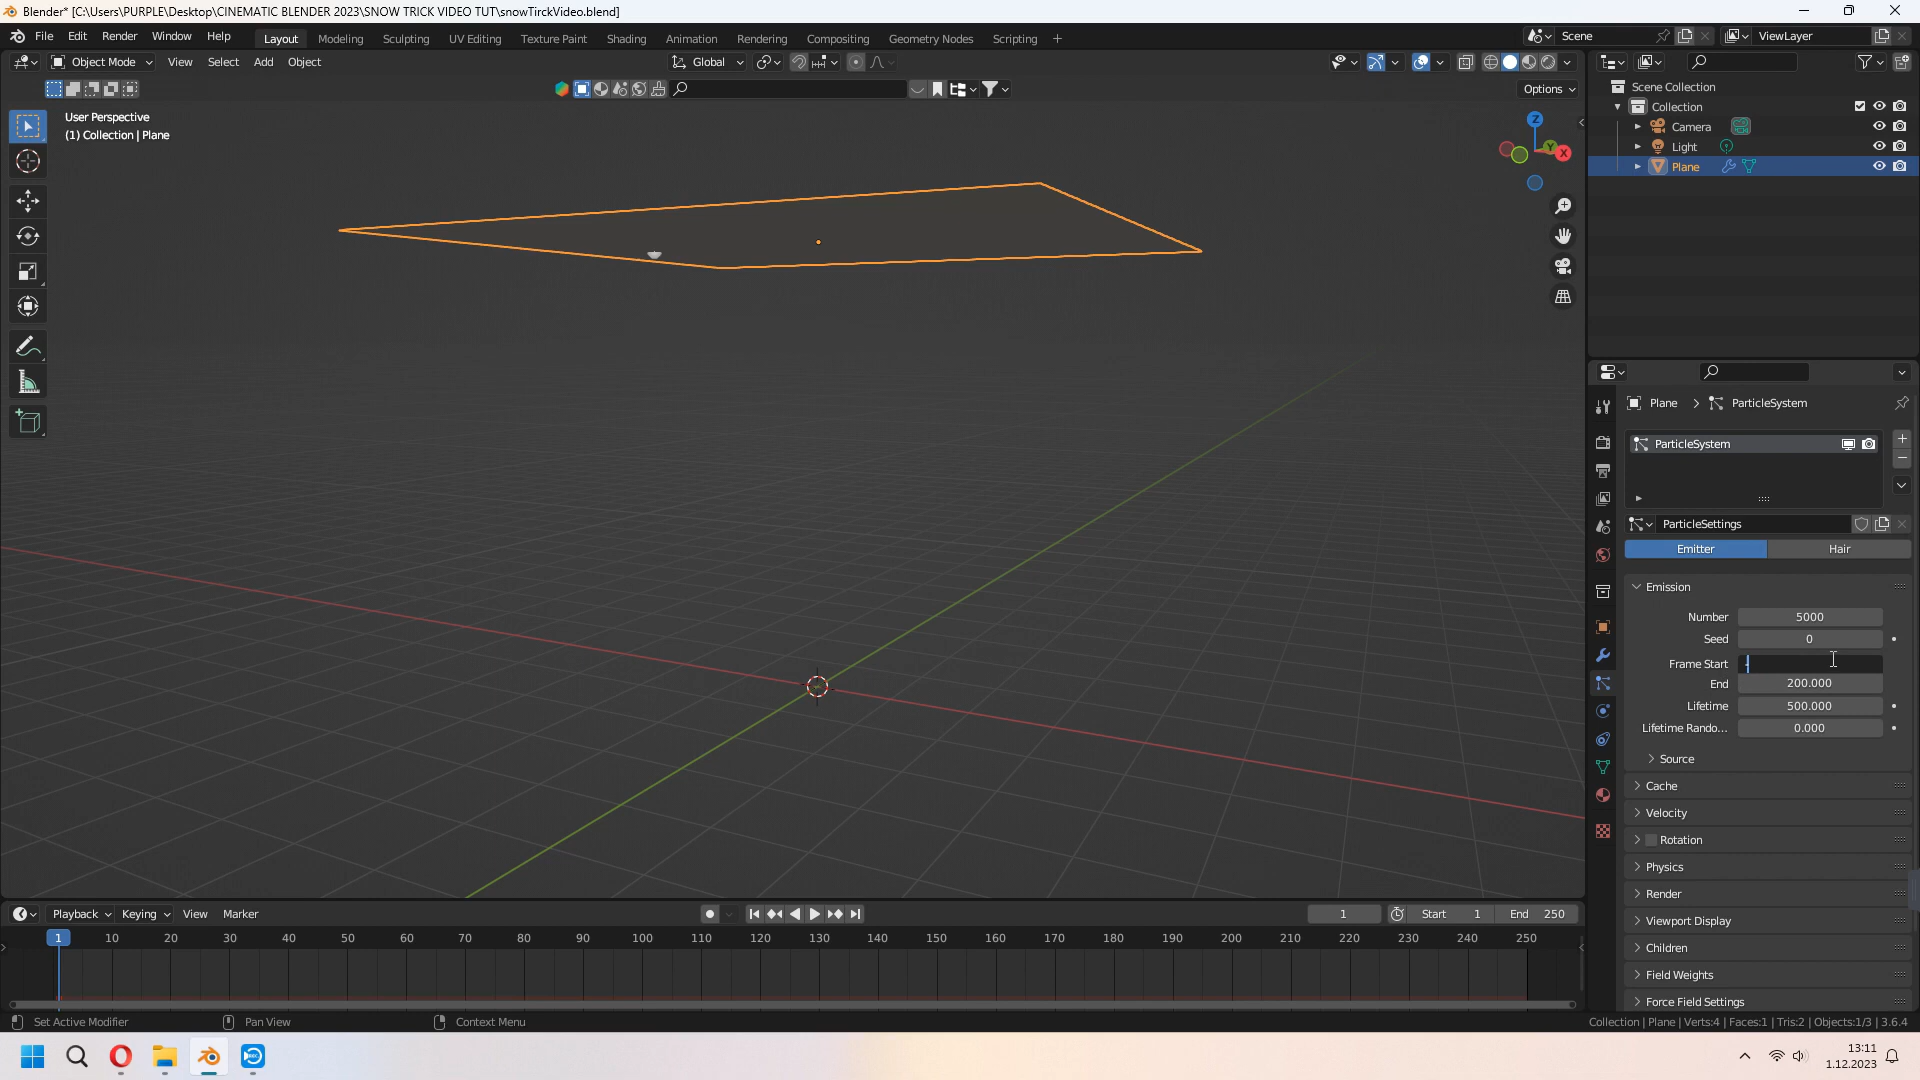 Blender* [C:\Users\PURPLE\Desktop\CINEMATIC BLENDER 2023\SNOW TRICK VIDEO TUT\snowTirckVideo.blend]
File Edit Render Window Help Layout Modeling Sculpting UV Editing Texture Paint Shading Animation Rendering Compositing Geometry Nodes Scripting + Scene ViewLayer
Object Mode View Select Add Object Global
Options
User Perspective
(1) Collection | Plane
Z
Y
X
Scene Collection
Collection
Camera
Light
Plane
Plane > ParticleSystem
ParticleSystem
ParticleSettings
Emitter Hair
Emission
Number 5000
Seed 0
Frame Start -
End 200.000
Lifetime 500.000
Lifetime Rando... 0.000
Source
Cache
Velocity
Rotation
Physics
Render
Viewport Display
Children
Field Weights
Force Field Settings
Playback Keying View Marker 1 Start 1 End 250
1 10 20 30 40 50 60 70 80 90 100 110 120 130 140 150 160 170 180 190 200 210 220 230 240 250
Set Active Modifier Pan View Context Menu Collection | Plane | Verts:4 | Faces:1 | Tris:2 | Objects:1/3 | 3.6.4
13:11
1.12.2023